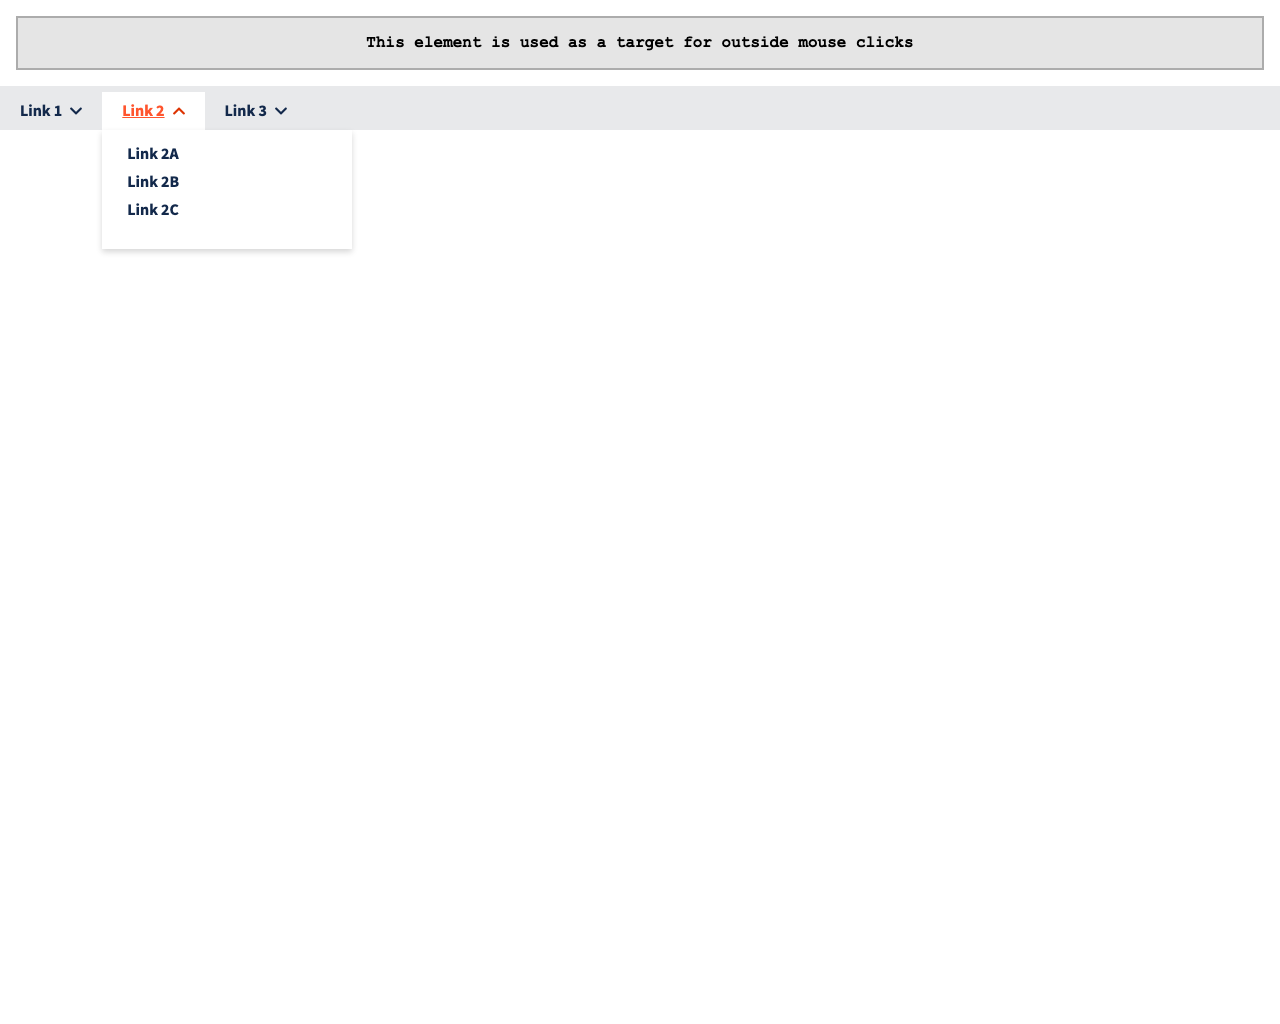 This element is used as a target for outside mouse clicks
Link 1 Link 2 Link 3
Link 2A
Link 2B
Link 2C